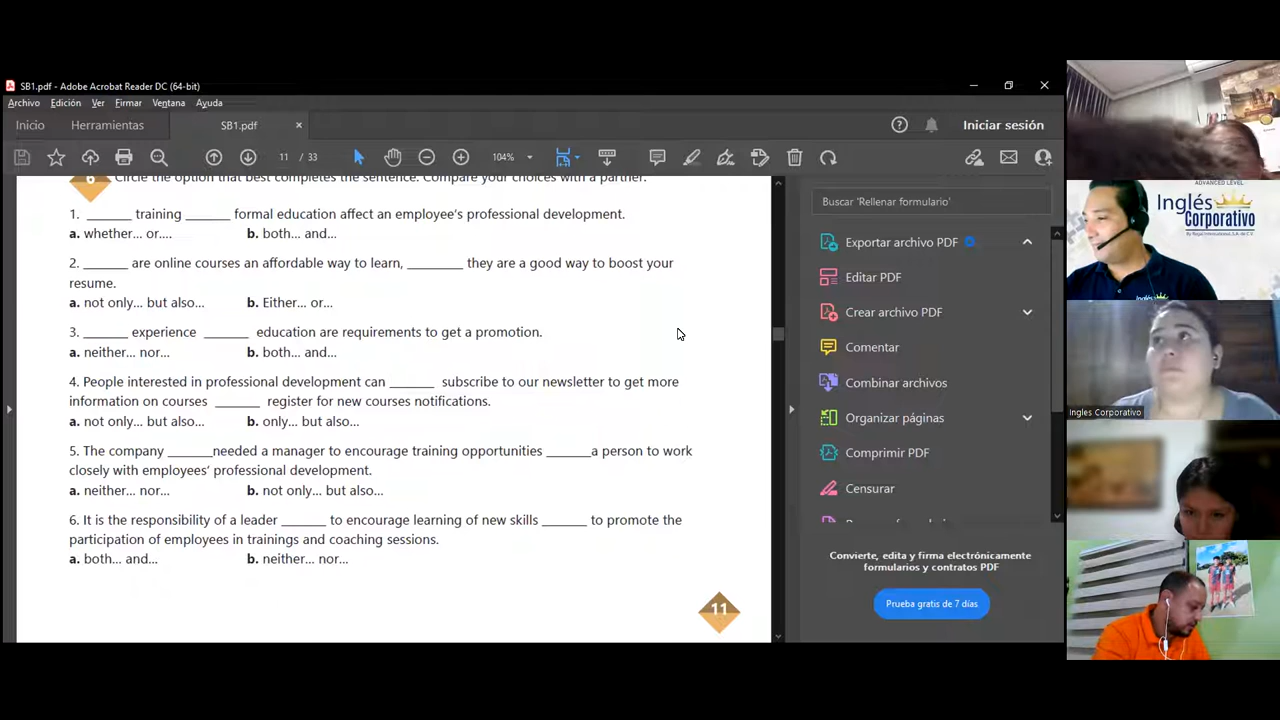 SB1.pdf - Adobe Acrobat Reader DC (64-bit)
Archivo Edición Ver Firmar Ventana Ayuda
Inicio Herramientas SB1.pdf × Iniciar sesión
11 / 33 104%
6 Circle the option that best completes the sentence. Compare your choices with a partner.
1. _______ training _______ formal education affect an employee's professional development.
a. whether... or.... b. both... and...
2. _______ are online courses an affordable way to learn, ________ they are a good way to boost your
resume.
a. not only... but also... b. Either... or...
3. _______ experience _______ education are requirements to get a promotion.
a. neither... nor... b. both... and...
4. People interested in professional development can _______ subscribe to our newsletter to get more
information on courses _______ register for new courses notifications.
a. not only... but also... b. only... but also...
5. The company _______needed a manager to encourage training opportunities _______a person to work
closely with employees' professional development.
a. neither... nor... b. not only... but also...
6. It is the responsibility of a leader _______ to encourage learning of new skills _______ to promote the
participation of employees in trainings and coaching sessions.
a. both... and... b. neither... nor...
11
Buscar 'Rellenar formulario'
Exportar archivo PDF
Editar PDF
Crear archivo PDF
Comentar
Combinar archivos
Organizar páginas
Comprimir PDF
Censurar
Convierte, edita y firma electrónicamente
formularios y contratos PDF
Prueba gratis de 7 días
ADVANCED LEVEL
Inglés
Corporativo
Ingles Corporativo